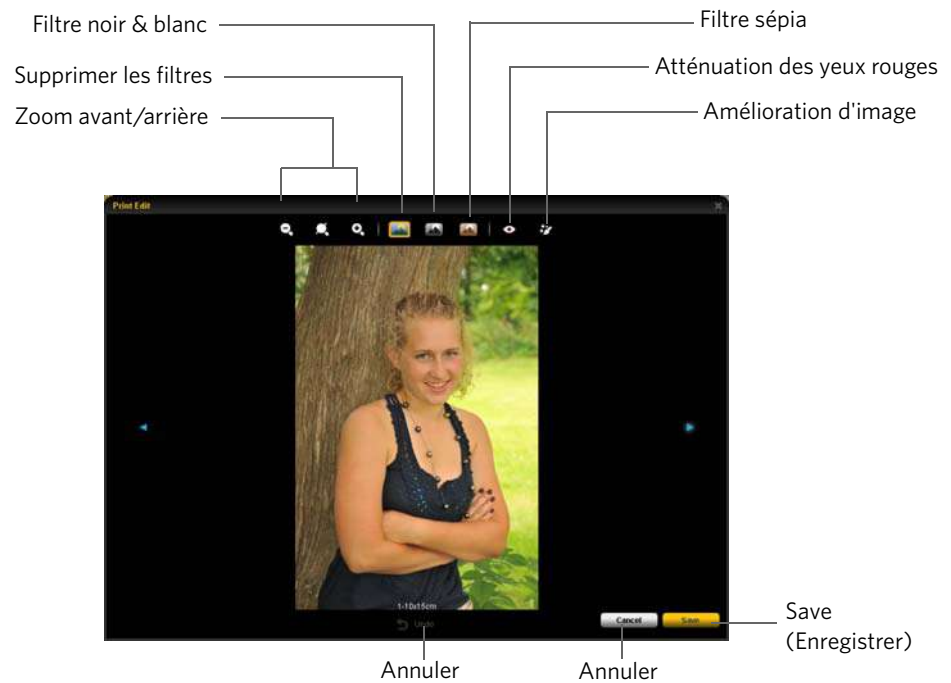 Filtre noir & blanc
Filtre sépia
Supprimer les filtres
Atténuation des yeux rouges
Zoom avant/arrière
Amélioration d'image
Print Edit
1-10x15cm
Undo
Cancel
Save
Save
(Enregistrer)
Annuler
Annuler